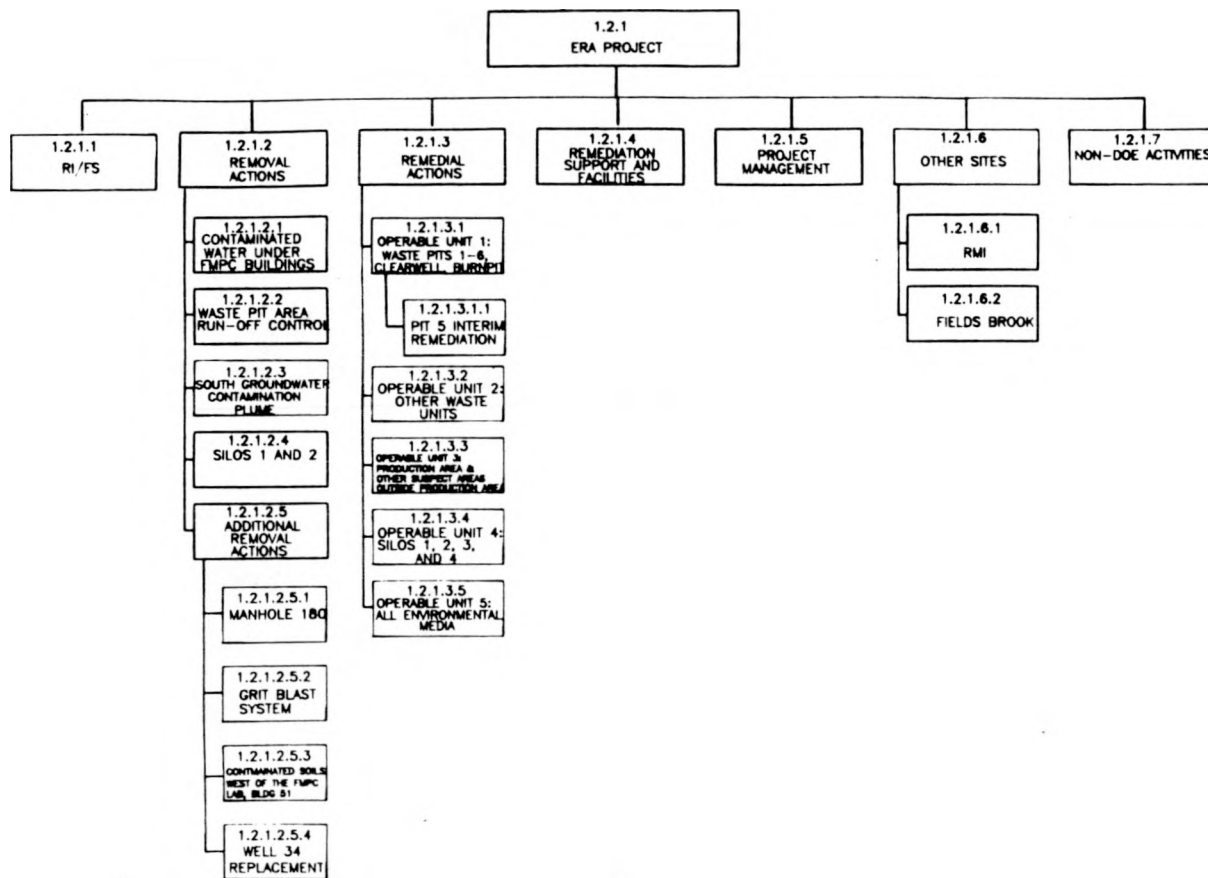 1.2.1
ERA PROJECT
1.2.1.1
RI/FS
1.2.1.2
REMOVAL
ACTIONS
1.2.1.3
REMEDIAL
ACTIONS
1.2.1.4
REMEDIATION
SUPPORT AND
FACILITIES
1.2.1.5
PROJECT
MANAGEMENT
1.2.1.6
OTHER SITES
1.2.1.7
NON-DOE ACTIVITIES
1.2.1.2.1
CONTAMINATED
WATER UNDER
FMPC BUILDINGS
1.2.1.2.2
WASTE PIT AREA
RUN-OFF CONTROL
1.2.1.2.3
SOUTH GROUNDWATER
CONTAMINATION
PLUME
1.2.1.2.4
SILOS 1 AND 2
1.2.1.2.5
ADDITIONAL
REMOVAL
ACTIONS
1.2.1.2.5.1
MANHOLE 180
1.2.1.2.5.2
GRIT BLAST
SYSTEM
1.2.1.2.5.3
CONTMAINATED SOILS
WEST OF THE FMPC
LAB, BLDG 51
1.2.1.2.5.4
WELL 34
REPLACEMENT
1.2.1.3.1
OPERABLE UNIT 1:
WASTE PITS 1-6,
CLEARWELL, BURNPIT
1.2.1.3.1.1
PIT 5 INTERIM
REMEDIATION
1.2.1.3.2
OPERABLE UNIT 2:
OTHER WASTE
UNITS
1.2.1.3.3
OPERABLE UNIT 3:
PRODUCTION AREA &
OTHER SUSPECT AREAS
OUTSIDE PRODUCTION AREA
1.2.1.3.4
OPERABLE UNIT 4:
SILOS 1, 2, 3,
AND 4
1.2.1.3.5
OPERABLE UNIT 5:
ALL ENVIRONMENTAL
MEDIA
1.2.1.6.1
RMI
1.2.1.6.2
FIELDS BROOK